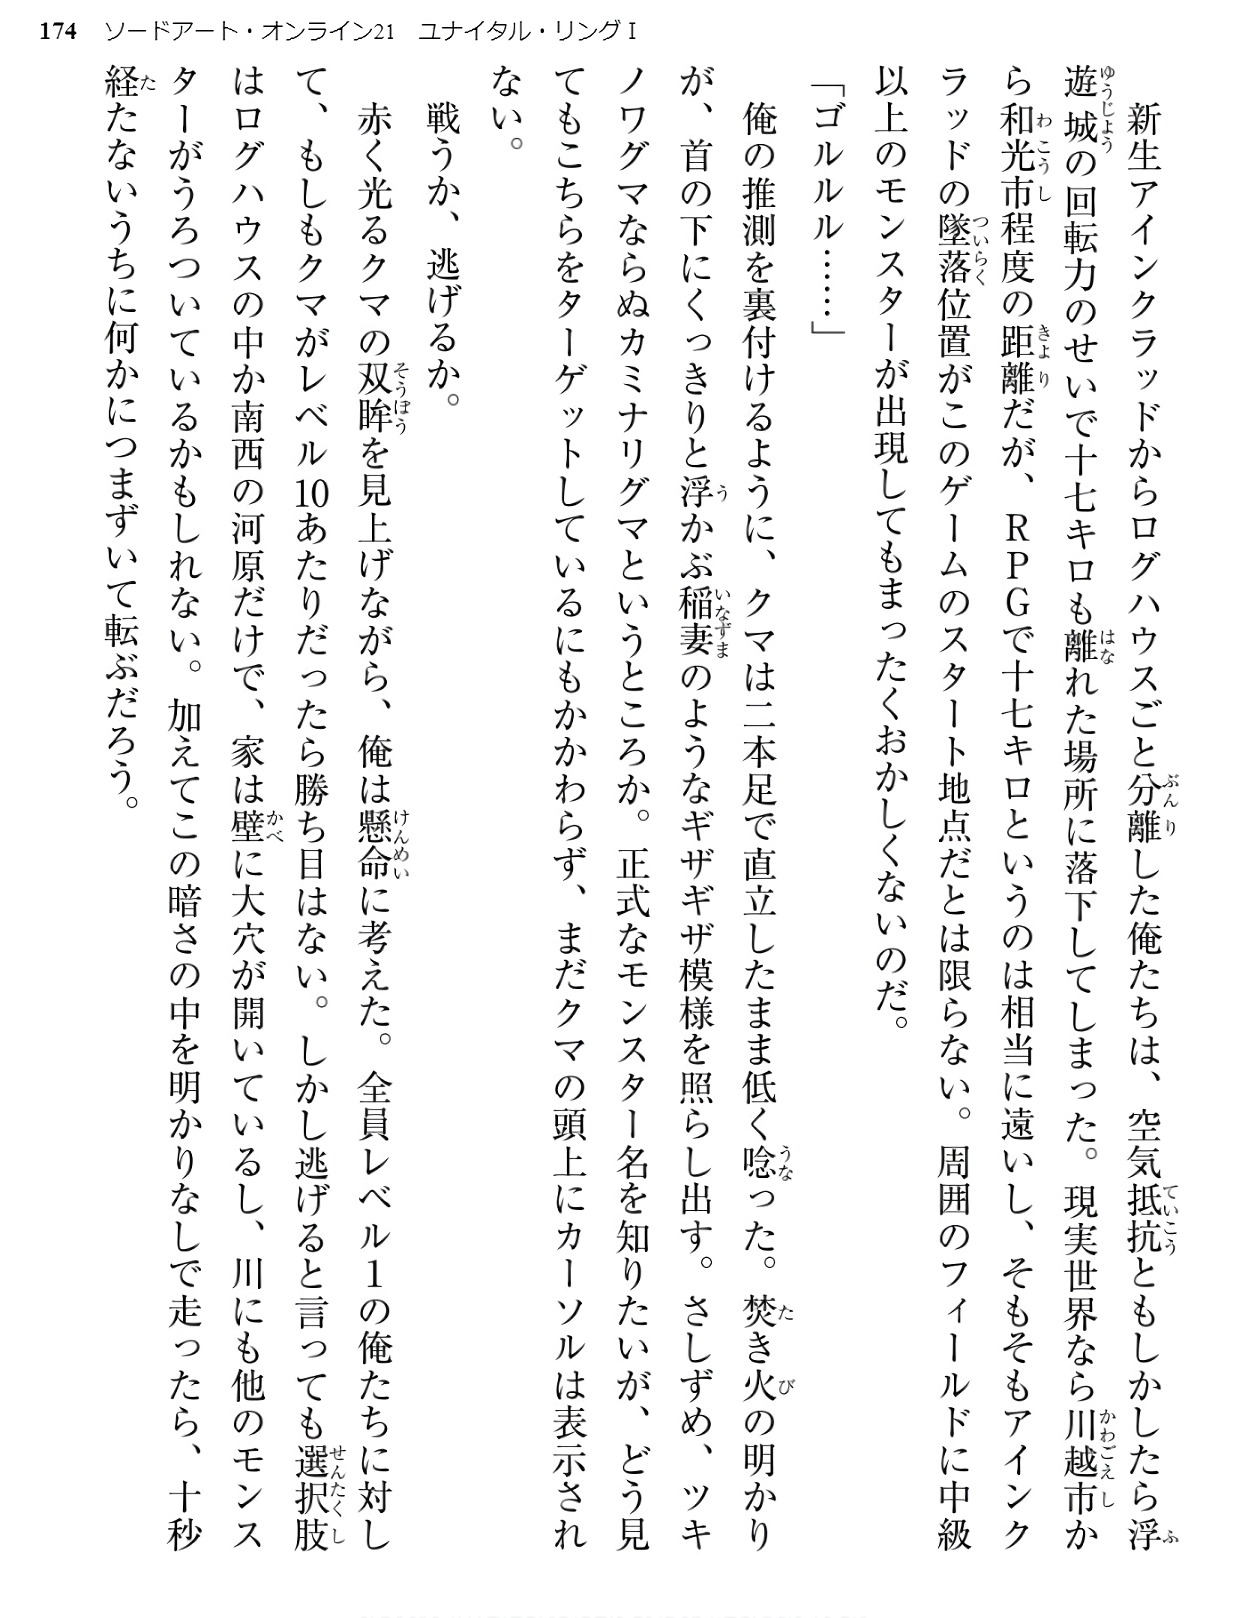 174 ソードアート・オンライン21 ユナイタル・リングⅠ
　新生アインクラッドからログハウスごと分離した俺たちは、空気抵抗ともしかしたら浮
遊城の回転力のせいで十七キロも離れた場所に落下してしまった。現実世界なら川越市か
ら和光市程度の距離だが、ＲＰＧで十七キロというのは相当に遠いし、そもそもアインク
ラッドの墜落位置がこのゲームのスタート地点だとは限らない。周囲のフィールドに中級
以上のモンスターが出現してもまったくおかしくないのだ。
「ゴルルル……」
　俺の推測を裏付けるように、クマは二本足で直立したまま低く唸った。焚き火の明かり
が、首の下にくっきりと浮かぶ稲妻のようなギザギザ模様を照らし出す。さしずめ、ツキ
ノワグマならぬカミナリグマというところか。正式なモンスター名を知りたいが、どう見
てもこちらをターゲットしているにもかかわらず、まだクマの頭上にカーソルは表示され
ない。
　戦うか、逃げるか。
　赤く光るクマの双眸を見上げながら、俺は懸命に考えた。全員レベル１の俺たちに対し
て、もしもクマがレベル10あたりだったら勝ち目はない。しかし逃げると言っても選択肢
はログハウスの中か南西の河原だけで、家は壁に大穴が開いているし、川にも他のモンス
ターがうろついているかもしれない。加えてこの暗さの中を明かりなしで走ったら、十秒
経たないうちに何かにつまずいて転ぶだろう。